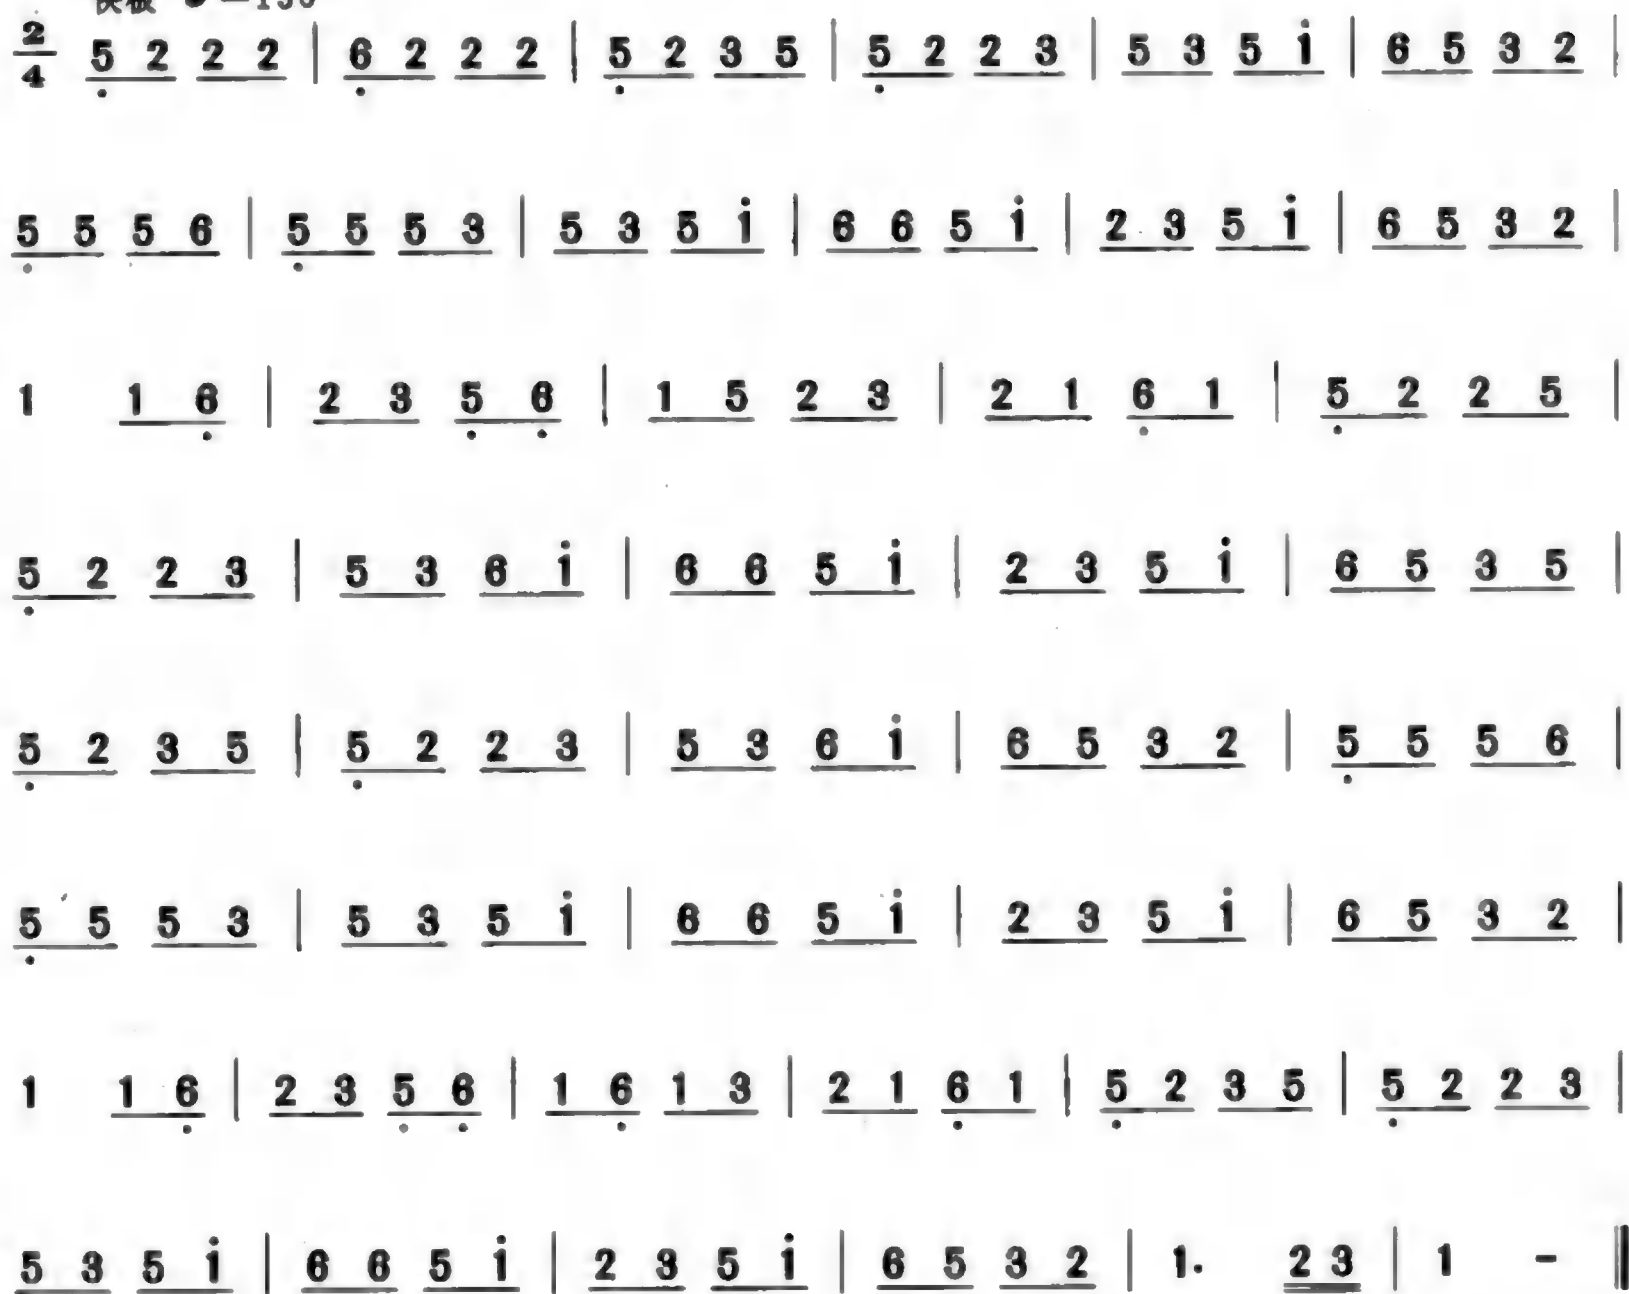 快板 ♩=150
2/4 5̣ 2 2 2 | 6̣ 2 2 2 | 5̣ 2 3 5 | 5̣ 2 2 3 | 5 3 5 i̇ | 6 5 3 2 |
5̣ 5 5 6 | 5̣ 5 5 3 | 5 3 5 i̇ | 6 6 5 i̇ | 2 3 5 i̇ | 6 5 3 2 |
1 1 6̣ | 2 3 5̣ 6̣ | 1 5 2 3 | 2 1 6̣ 1 | 5̣ 2 2 5 |
5̣ 2 2 3 | 5 3 6 i̇ | 6 6 5 i̇ | 2 3 5 i̇ | 6 5 3 5 |
5̣ 2 3 5 | 5̣ 2 2 3 | 5 3 6 i̇ | 6 5 3 2 | 5̣ 5 5 6 |
5̣ 5 5 3 | 5 3 5 i̇ | 6 6 5 i̇ | 2 3 5 i̇ | 6 5 3 2 |
1 1 6̣ | 2 3 5̣ 6̣ | 1 6̣ 1 3 | 2 1 6̣ 1 | 5̣ 2 3 5 | 5̣ 2 2 3 |
5 3 5 i̇ | 6 6 5 i̇ | 2 3 5 i̇ | 6 5 3 2 | 1. 2 3 | 1 - ‖